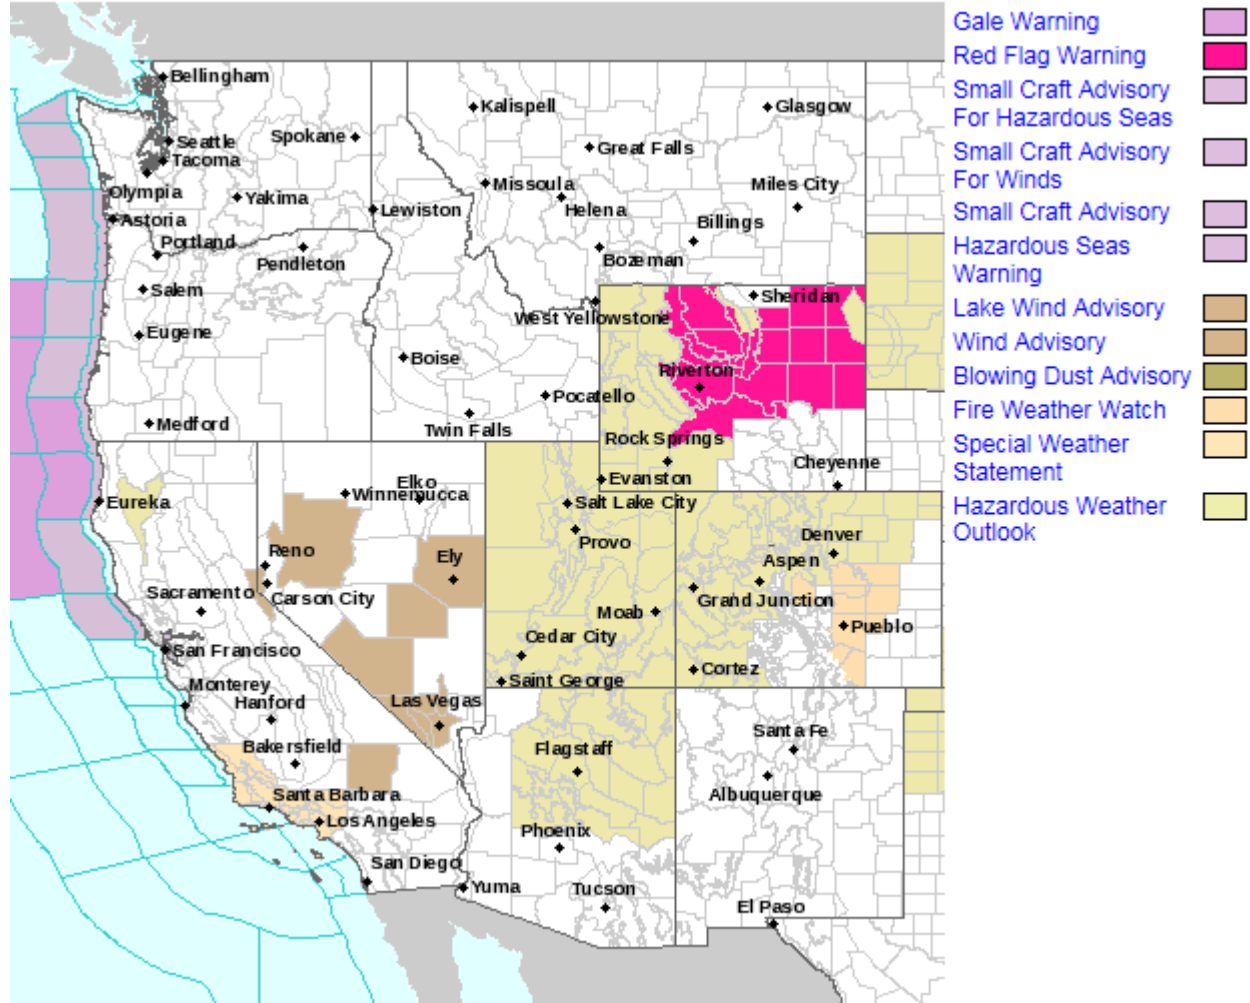 Bellingham
Seattle
Tacoma
Olympia
Spokane
Yakima
Astoria
Portland
Pendleton
Lewiston
Salem
Eugene
Medford
Kalispell
Glasgow
Great Falls
Missoula
Helena
Miles City
Billings
Bozeman
West Yellowstone
Sheridan
Boise
Pocatello
Twin Falls
Riverton
Rock Springs
Evanston
Cheyenne
Eureka
Elko
Winnemucca
Reno
Carson City
Ely
Sacramento
San Francisco
Monterey
Hanford
Bakersfield
Las Vegas
Santa Barbara
Los Angeles
San Diego
Salt Lake City
Provo
Moab
Cedar City
Saint George
Denver
Aspen
Grand Junction
Pueblo
Cortez
Flagstaff
Phoenix
Yuma
Tucson
Santa Fe
Albuquerque
El Paso
Gale Warning
Red Flag Warning
Small Craft Advisory
For Hazardous Seas
Small Craft Advisory
For Winds
Small Craft Advisory
Hazardous Seas
Warning
Lake Wind Advisory
Wind Advisory
Blowing Dust Advisory
Fire Weather Watch
Special Weather
Statement
Hazardous Weather
Outlook